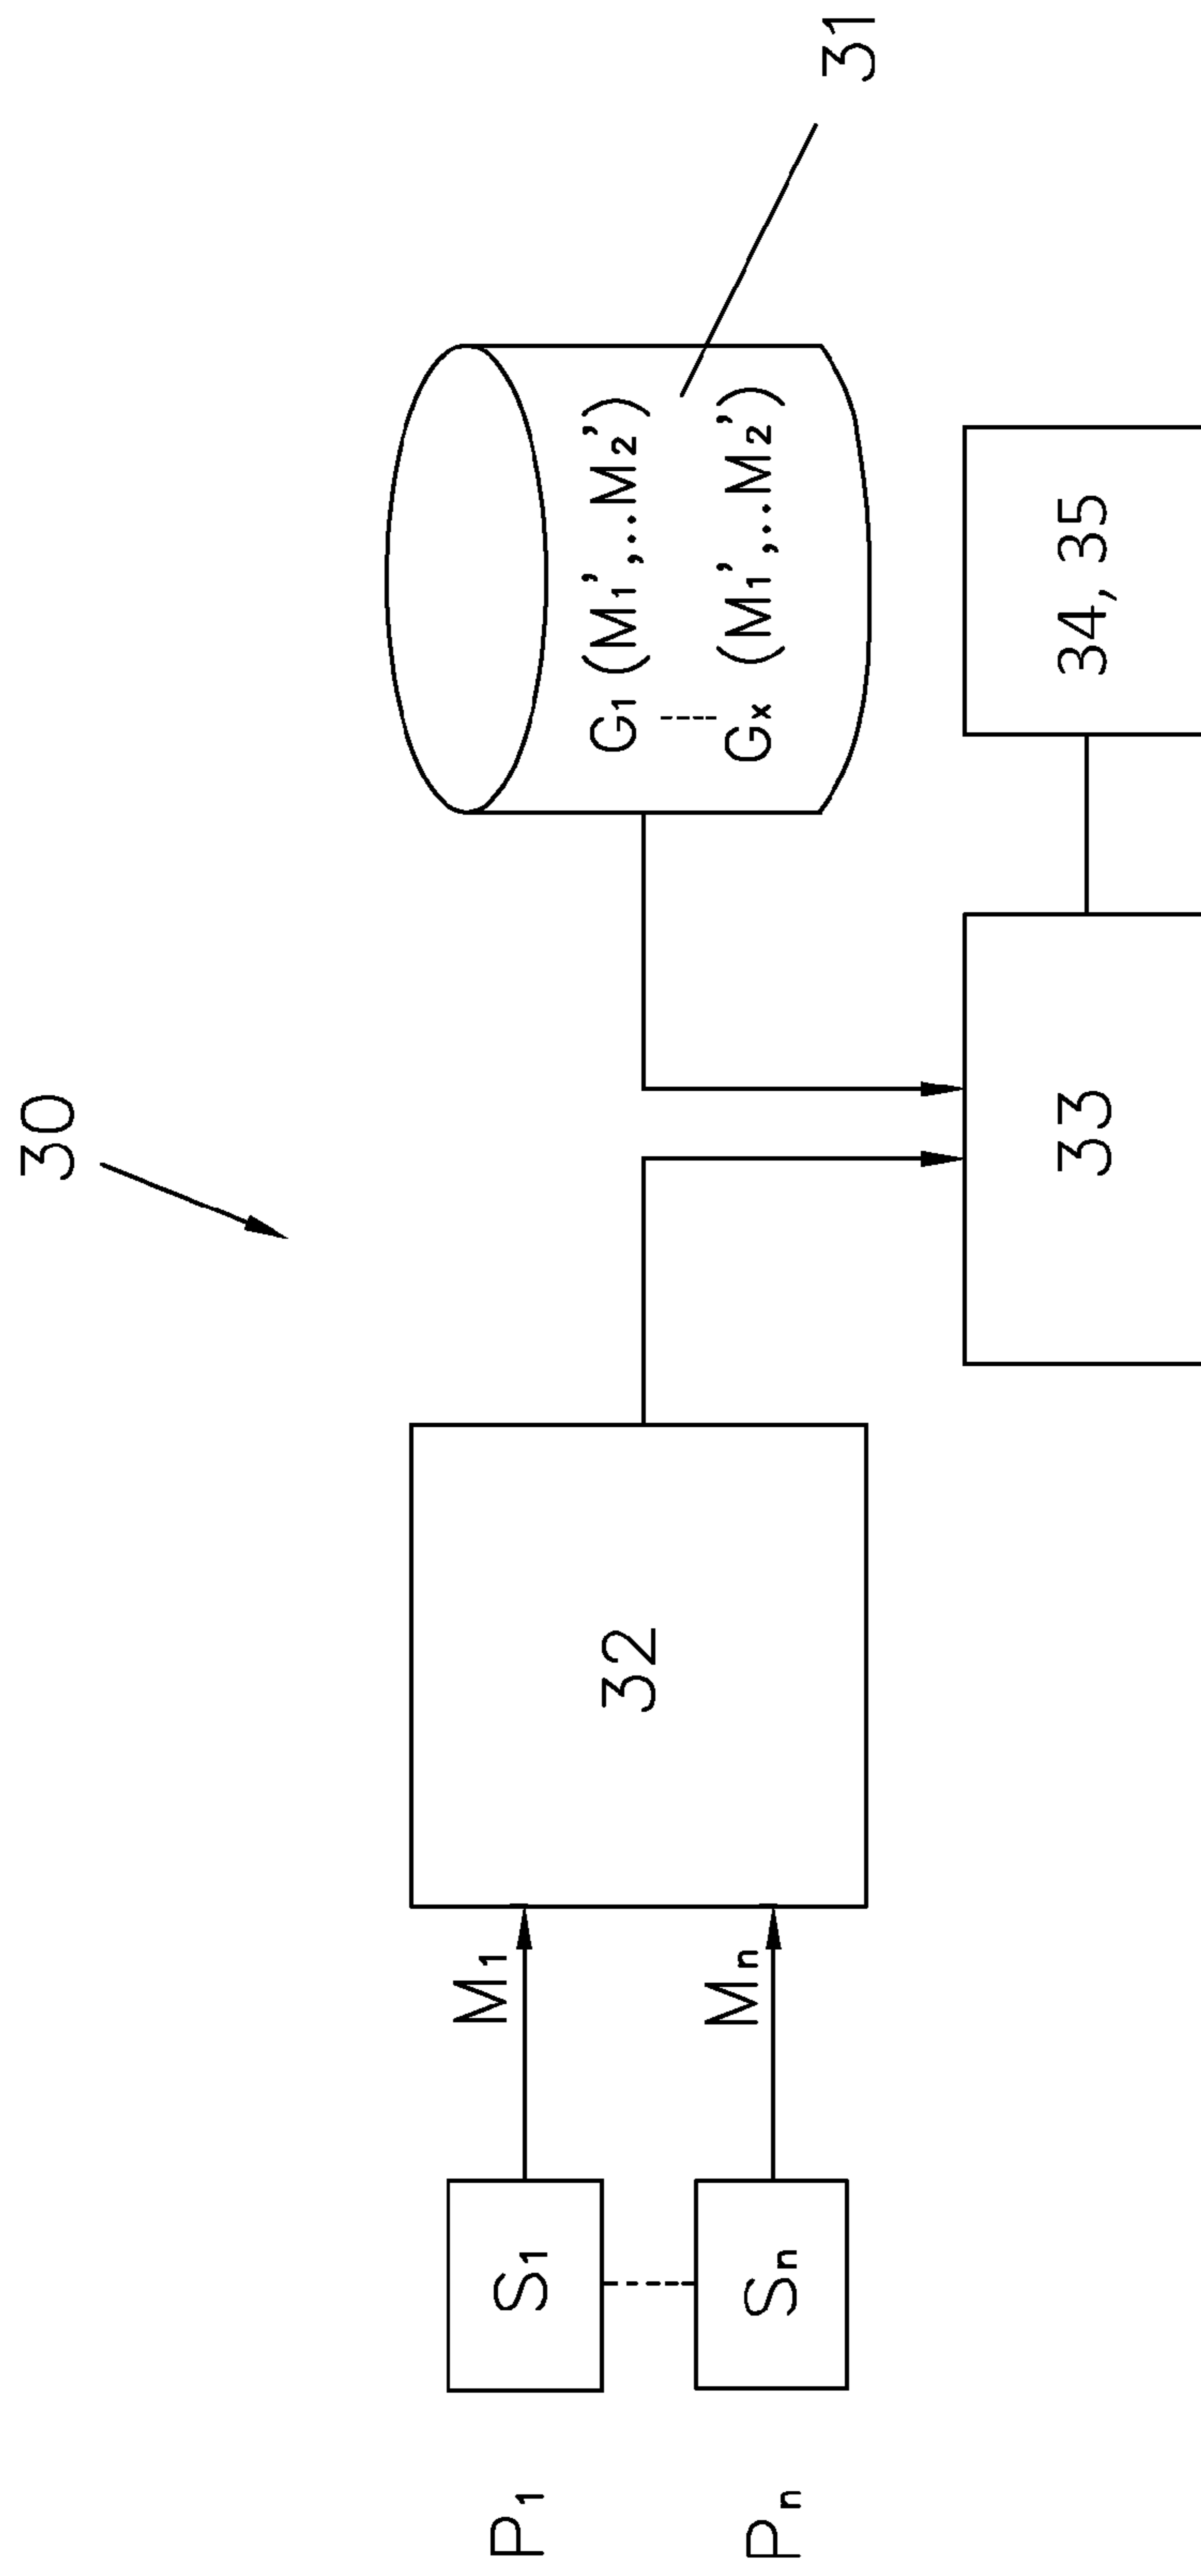 30
31
P₁
S₁
M₁
Pₙ
Sₙ
Mₙ
32
G₁ (M₁',..M₂')
Gₓ (M₁',..M₂')
33
34, 35